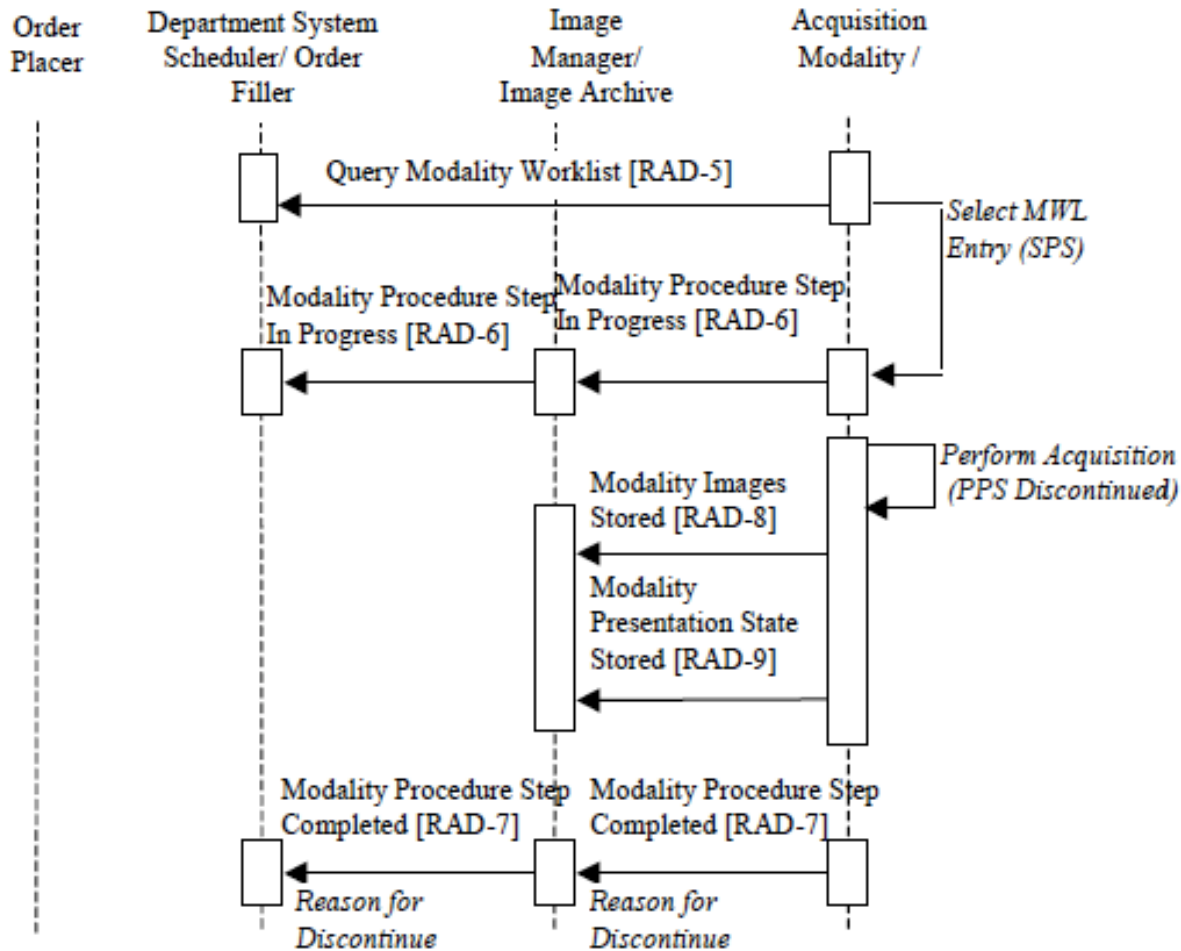 Order
Placer
Department System
Scheduler/ Order
Filler
Image
Manager/
Image Archive
Acquisition
Modality /
Query Modality Worklist [RAD-5]
Select MWL
Entry (SPS)
Modality Procedure Step
In Progress [RAD-6]
Modality Procedure Step
In Progress [RAD-6]
Perform Acquisition
(PPS Discontinued)
Modality Images
Stored [RAD-8]
Modality
Presentation State
Stored [RAD-9]
Modality Procedure Step
Completed [RAD-7]
Modality Procedure Step
Completed [RAD-7]
Reason for
Discontinue
Reason for
Discontinue